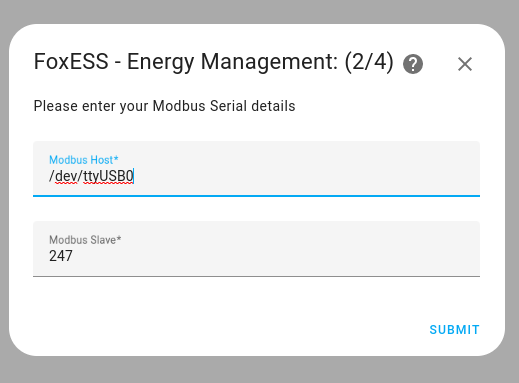 FoxESS - Energy Management: (2/4)
Please enter your Modbus Serial details
Modbus Host*
/dev/ttyUSB0
Modbus Slave*
247
SUBMIT